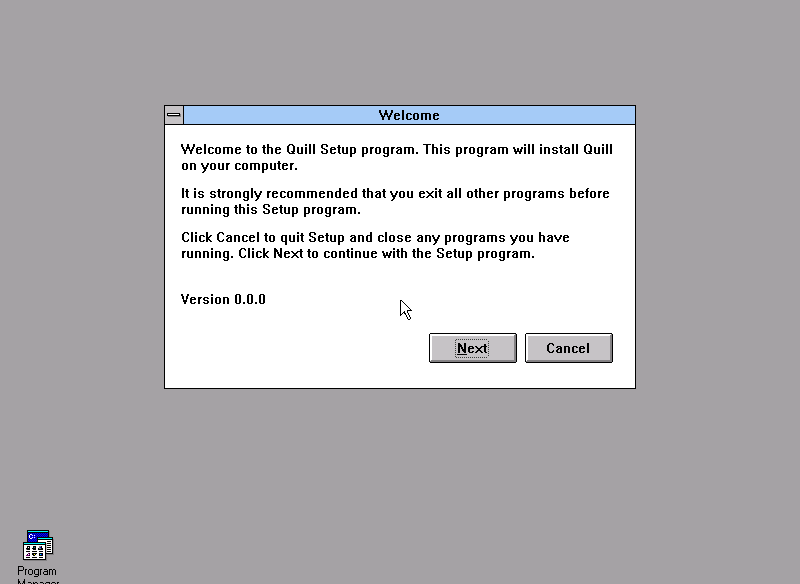 Welcome
Welcome to the Quill Setup program. This program will install Quill
on your computer.
It is strongly recommended that you exit all other programs before
running this Setup program.
Click Cancel to quit Setup and close any programs you have
running. Click Next to continue with the Setup program.
Version 0.0.0
Next
Cancel
C:\
Program
Manager